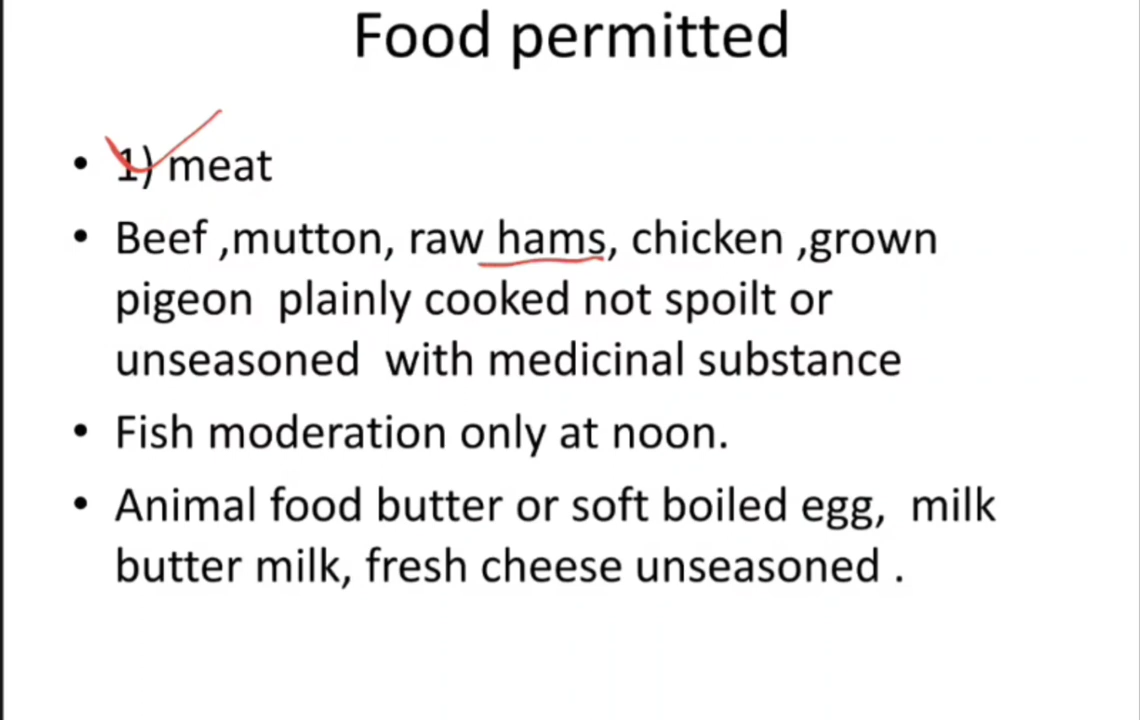 Food permitted
• 1) meat
• Beef ,mutton, raw hams, chicken ,grown
pigeon  plainly cooked not spoilt or
unseasoned  with medicinal substance
• Fish moderation only at noon.
• Animal food butter or soft boiled egg,  milk
butter milk, fresh cheese unseasoned .